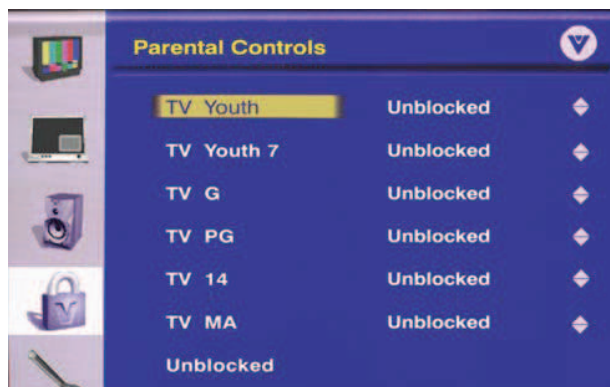 Parental Controls
TV Youth Unblocked
TV Youth 7 Unblocked
TV G Unblocked
TV PG Unblocked
TV 14 Unblocked
TV MA Unblocked
Unblocked